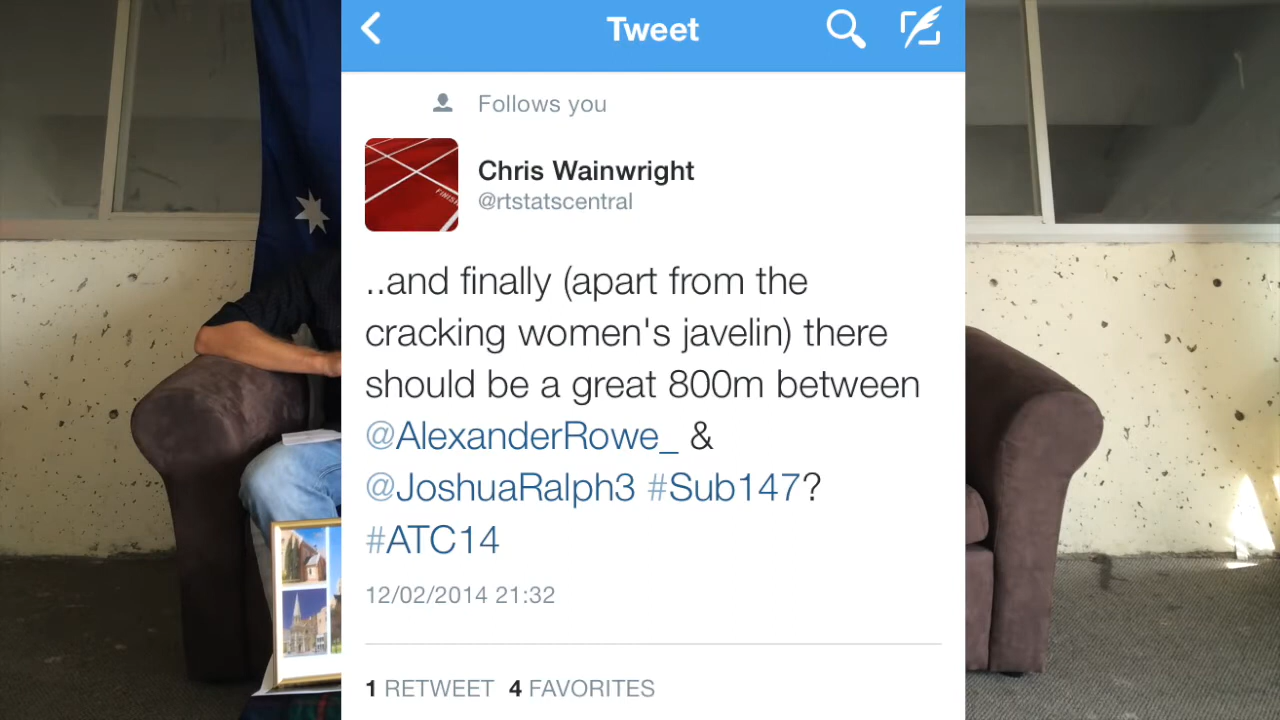 Tweet
Follows you
Chris Wainwright
@rtstatscentral
FINISH
..and finally (apart from the
cracking women's javelin) there
should be a great 800m between
@AlexanderRowe_ &
@JoshuaRalph3 #Sub147?
#ATC14
12/02/2014 21:32
1 RETWEET 4 FAVORITES